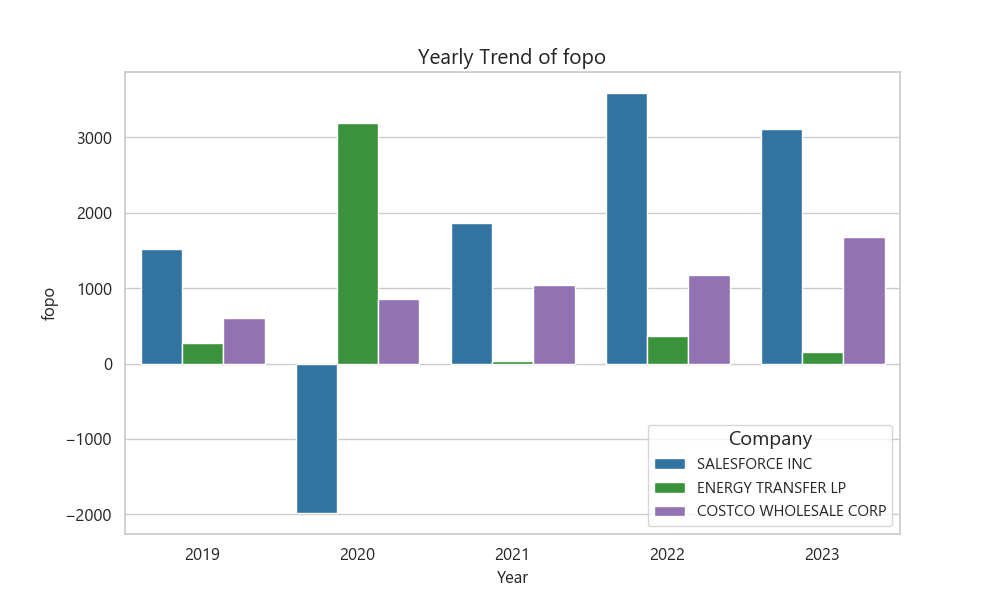 Yearly Trend of fopo
fopo
3000
2000
1000
0
−1000
−2000
2019 2020 2021 2022 2023
Year
Company
SALESFORCE INC
ENERGY TRANSFER LP
COSTCO WHOLESALE CORP